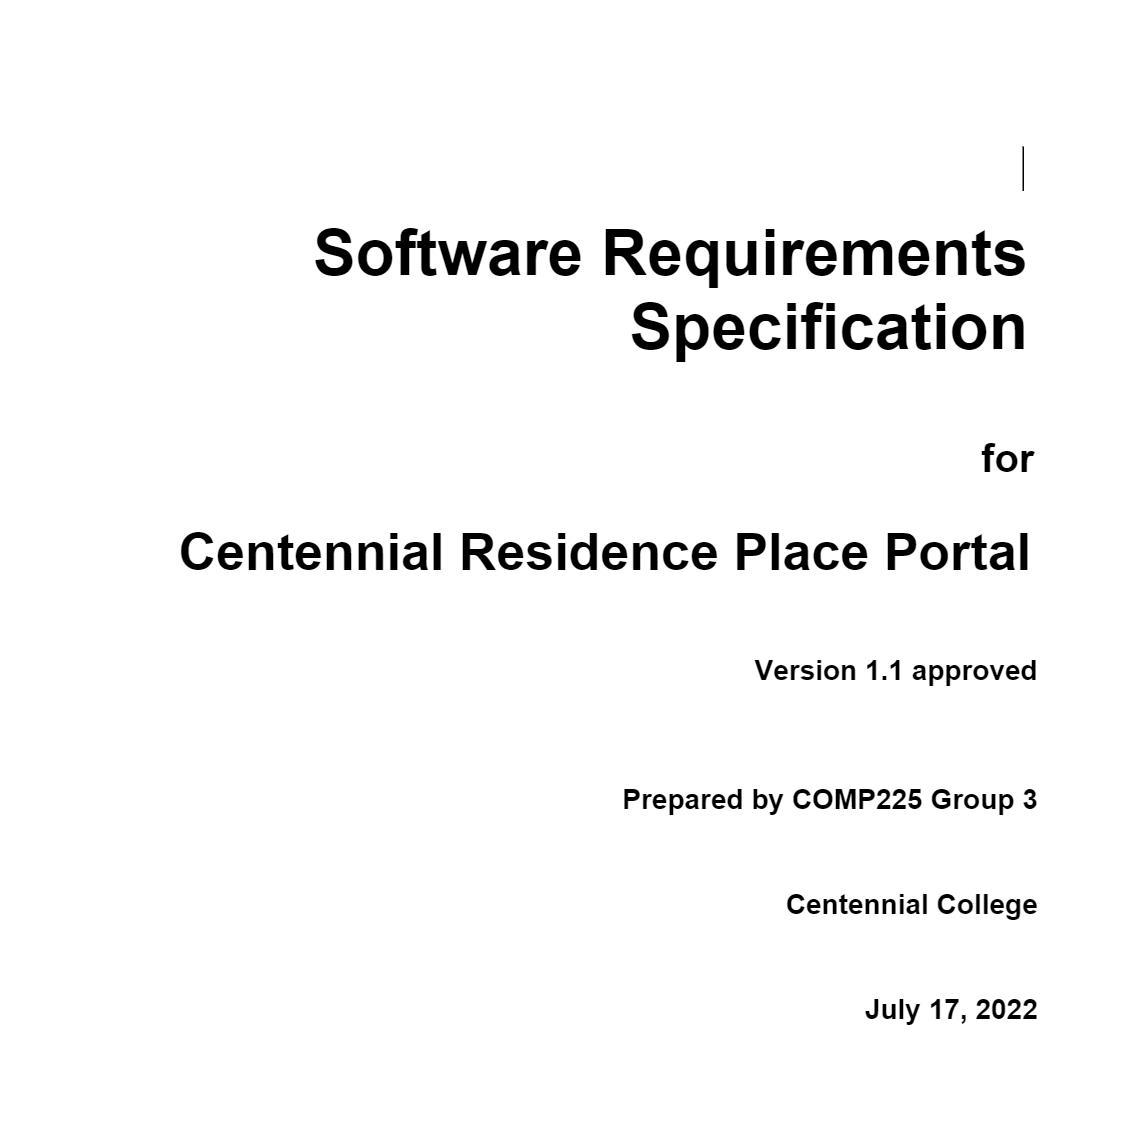 Software Requirements
Specification
for
Centennial Residence Place Portal
Version 1.1 approved
Prepared by COMP225 Group 3
Centennial College
July 17, 2022